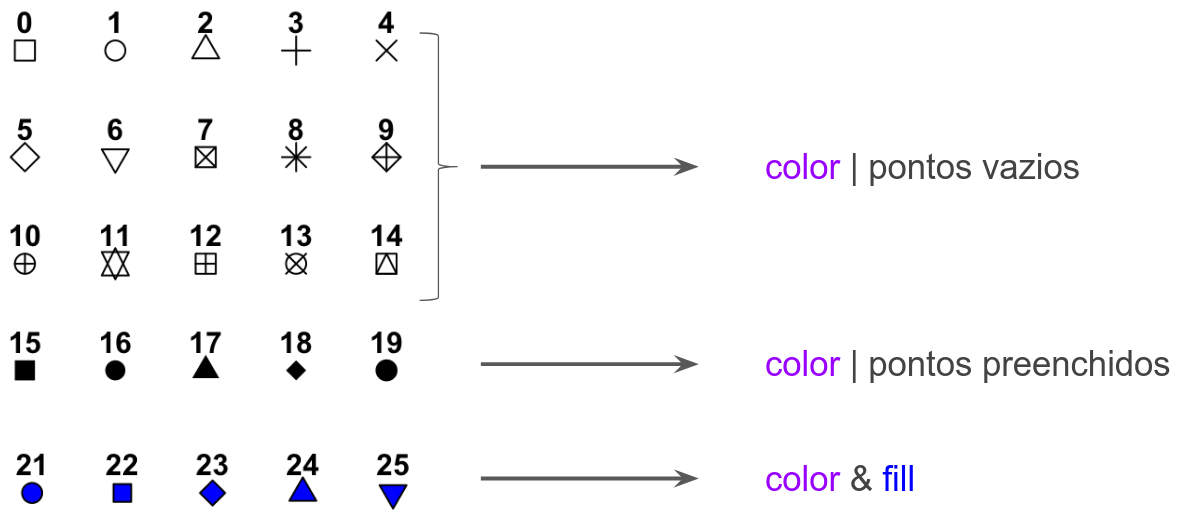 0 1 2 3 4
5 6 7 8 9
color | pontos vazios
10 11 12 13 14
15 16 17 18 19
color | pontos preenchidos
21 22 23 24 25
color & fill